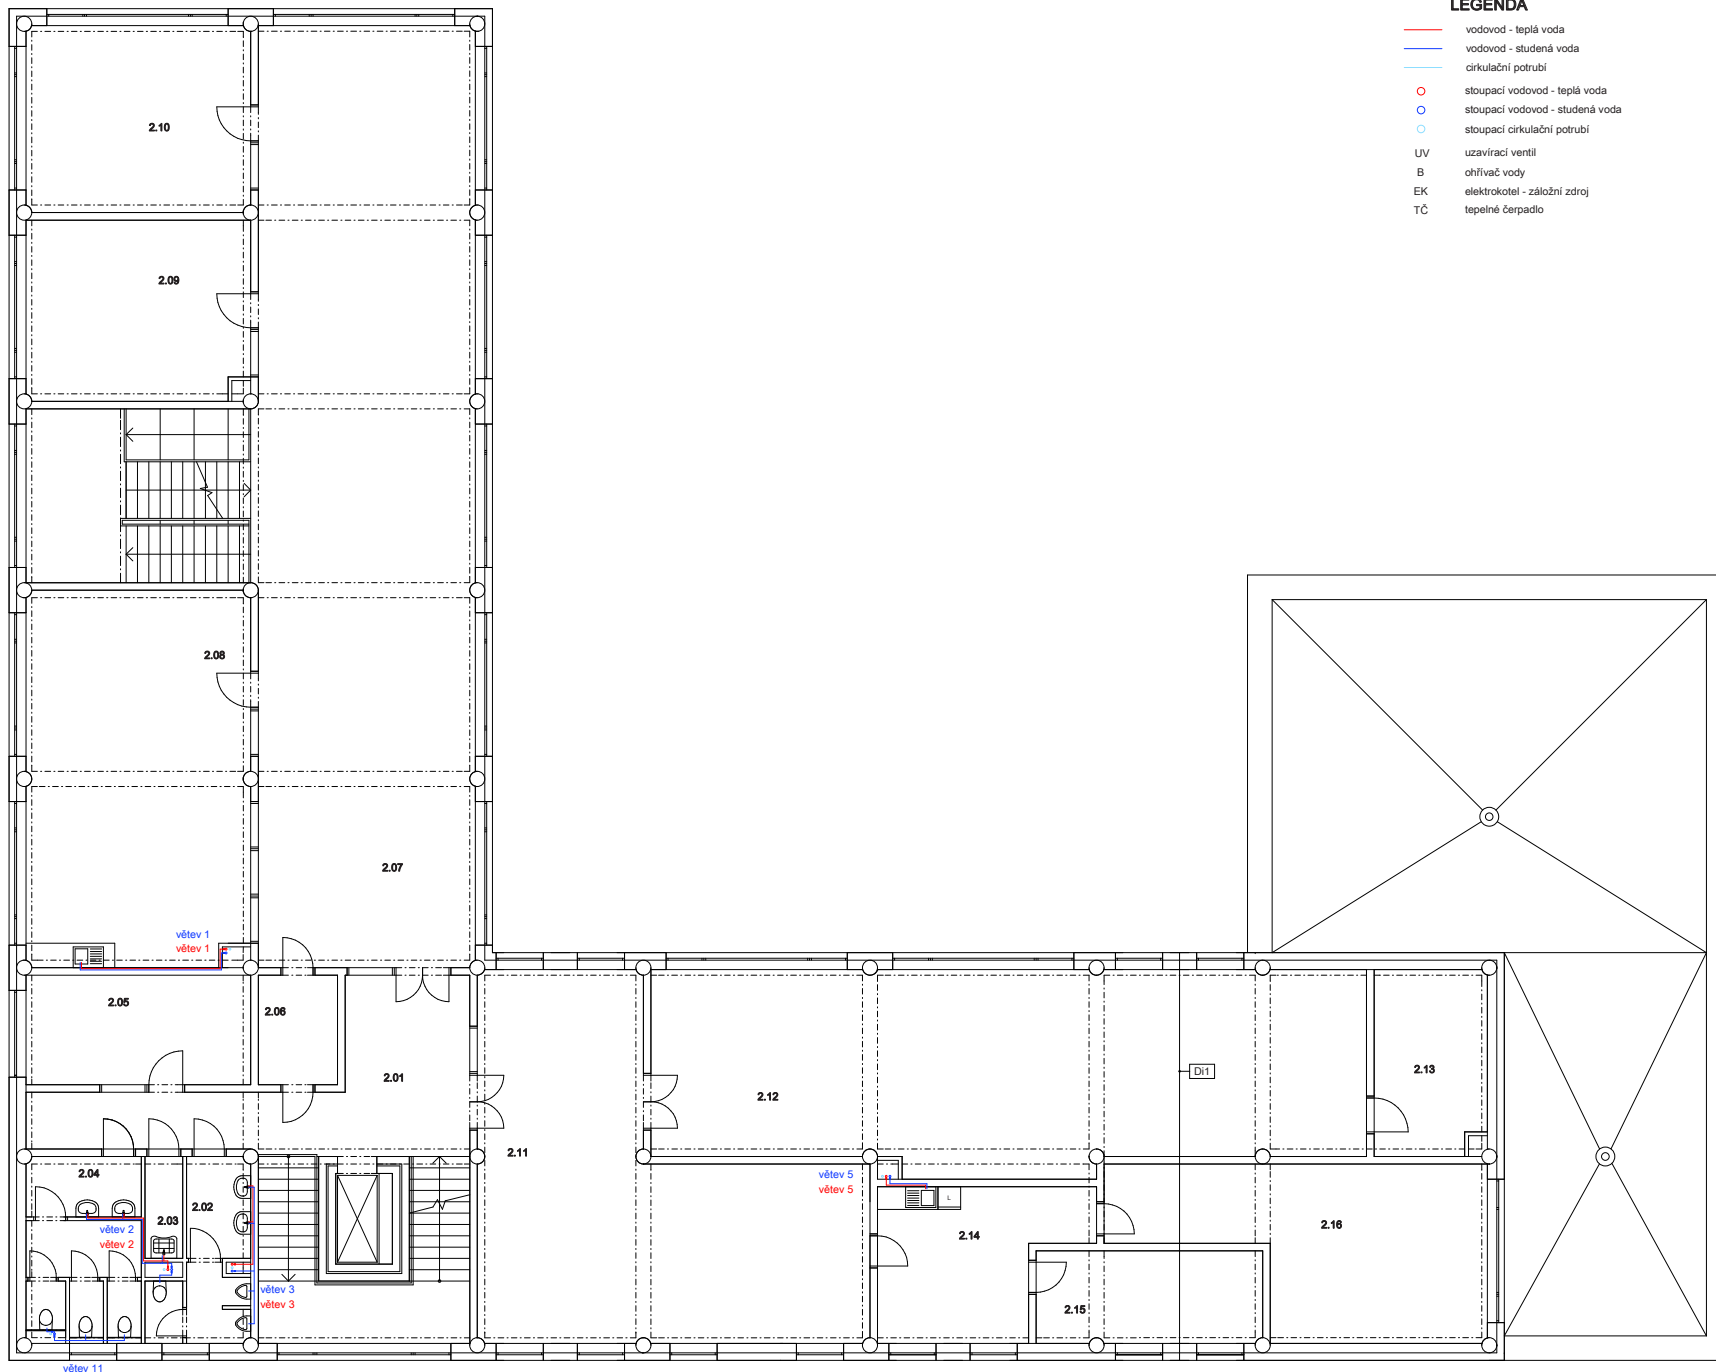 LEGENDA
vodovod - teplá voda
vodovod - studená voda
cirkulační potrubí
stoupací vodovod - teplá voda
stoupací vodovod - studená voda
stoupací cirkulační potrubí
UV uzavírací ventil
B ohřívač vody
EK elektrokotel - záložní zdroj
TČ tepelné čerpadlo
2.10
2.09
2.08
2.07
větev 1
větev 1
2.05
2.06
2.01
2.12
Di1
2.13
2.11
2.04
2.03
2.02
větev 2
větev 2
větev 3
větev 3
větev 5
větev 5
L
2.14
2.16
2.15
větev 11